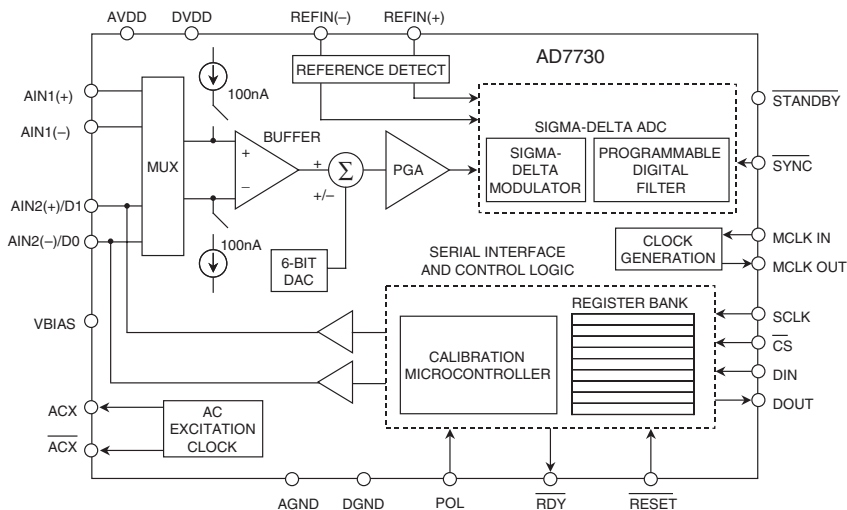 AVDD DVDD REFIN(–) REFIN(+)
AD7730
REFERENCE DETECT
AIN1(+)
100nA
STANDBY
AIN1(–)
BUFFER
SIGMA-DELTA ADC
MUX
+
–
+
+/–
Σ
PGA
SIGMA-
DELTA
MODULATOR
PROGRAMMABLE
DIGITAL
FILTER
SYNC
AIN2(+)/D1
AIN2(–)/D0
100nA
6-BIT
DAC
SERIAL INTERFACE
AND CONTROL LOGIC
CLOCK
GENERATION
MCLK IN
MCLK OUT
VBIAS
REGISTER BANK
SCLK
CS
CALIBRATION
MICROCONTROLLER
DIN
DOUT
ACX
ACX
AC
EXCITATION
CLOCK
AGND DGND POL RDY RESET